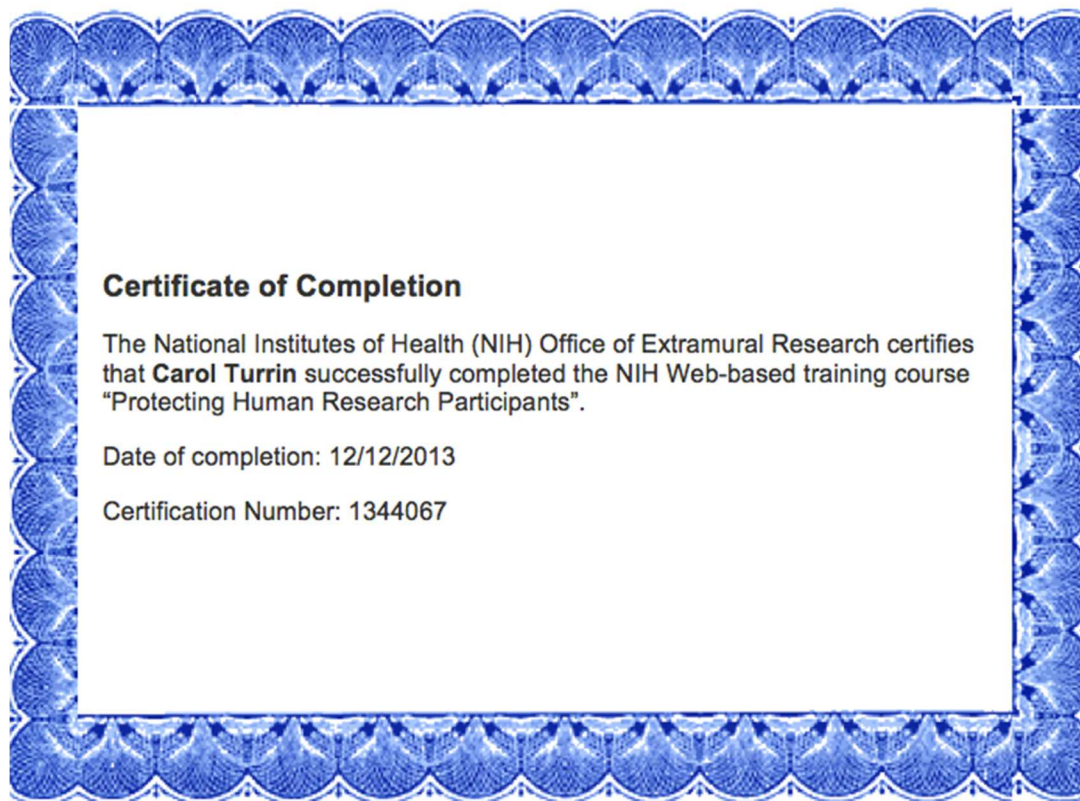 Certificate of Completion
The National Institutes of Health (NIH) Office of Extramural Research certifies
that Carol Turrin successfully completed the NIH Web-based training course
“Protecting Human Research Participants”.
Date of completion: 12/12/2013
Certification Number: 1344067